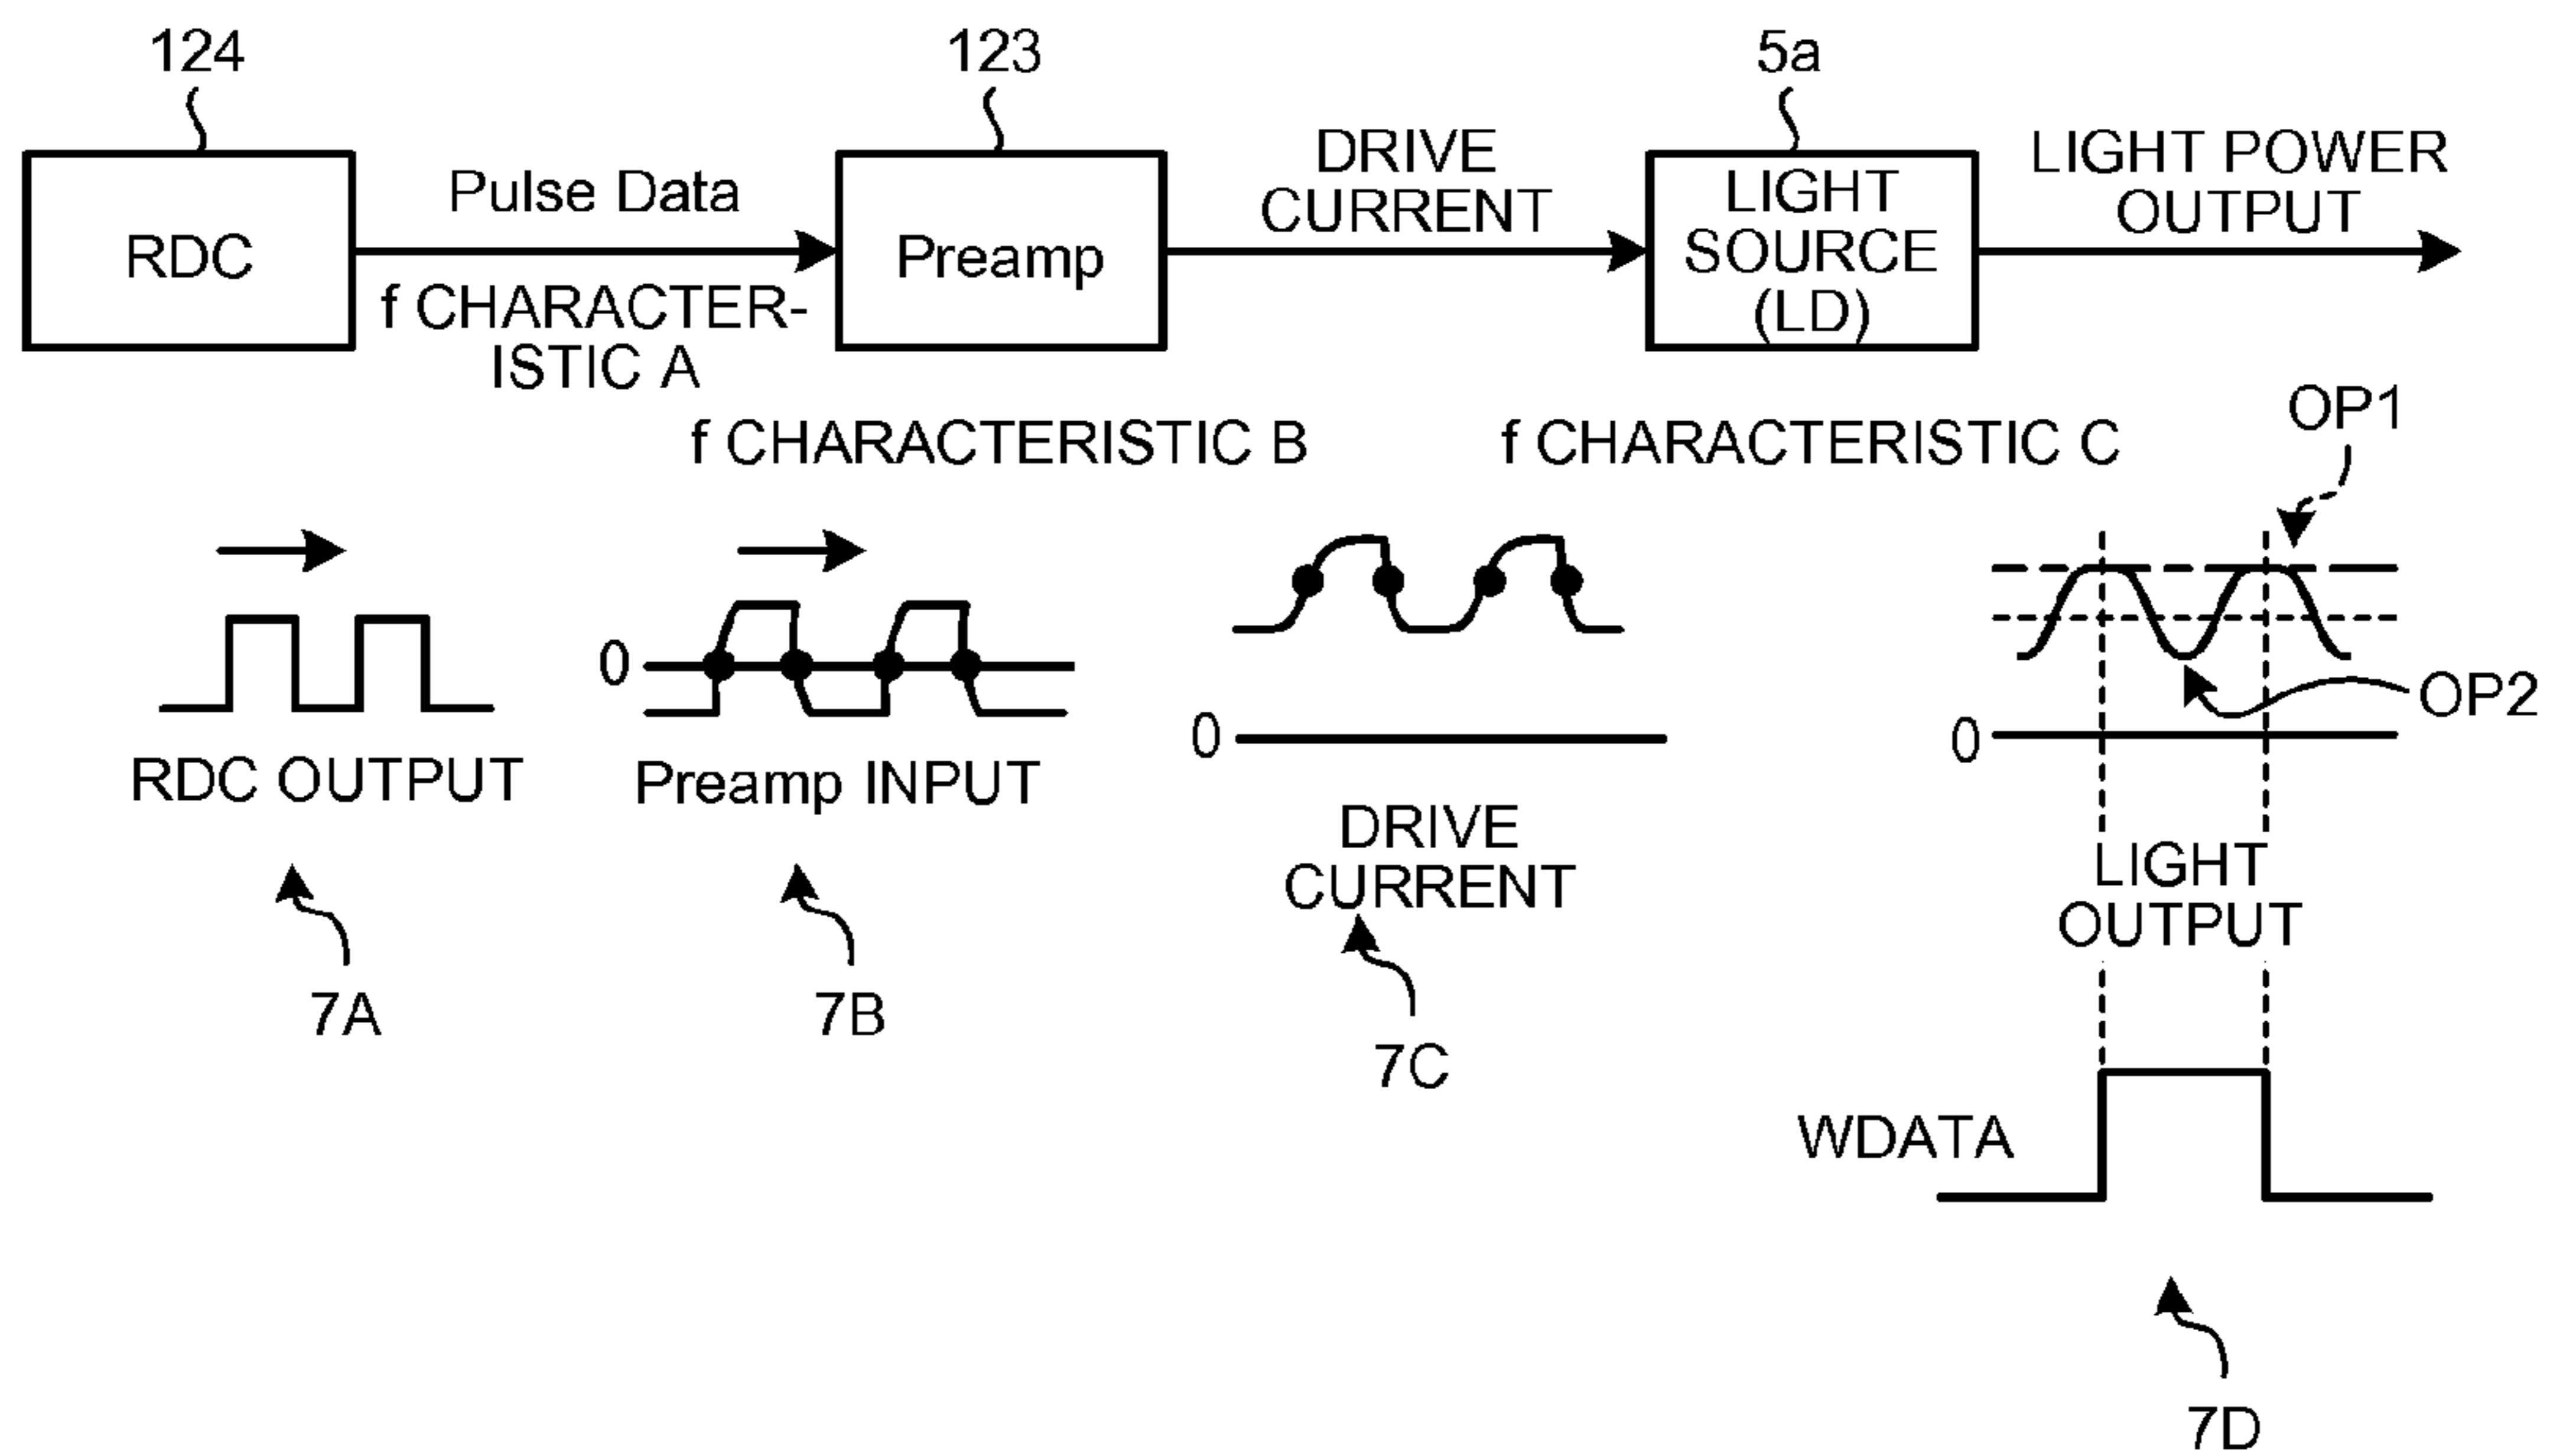 124
123
5a
RDC
Pulse Data
f CHARACTER-
ISTIC A
Preamp
DRIVE
CURRENT
LIGHT
SOURCE
(LD)
LIGHT POWER
OUTPUT
f CHARACTERISTIC B
f CHARACTERISTIC C
OP1
0
0
0
OP2
RDC OUTPUT
Preamp INPUT
DRIVE
CURRENT
LIGHT
OUTPUT
7A
7B
7C
WDATA
7D